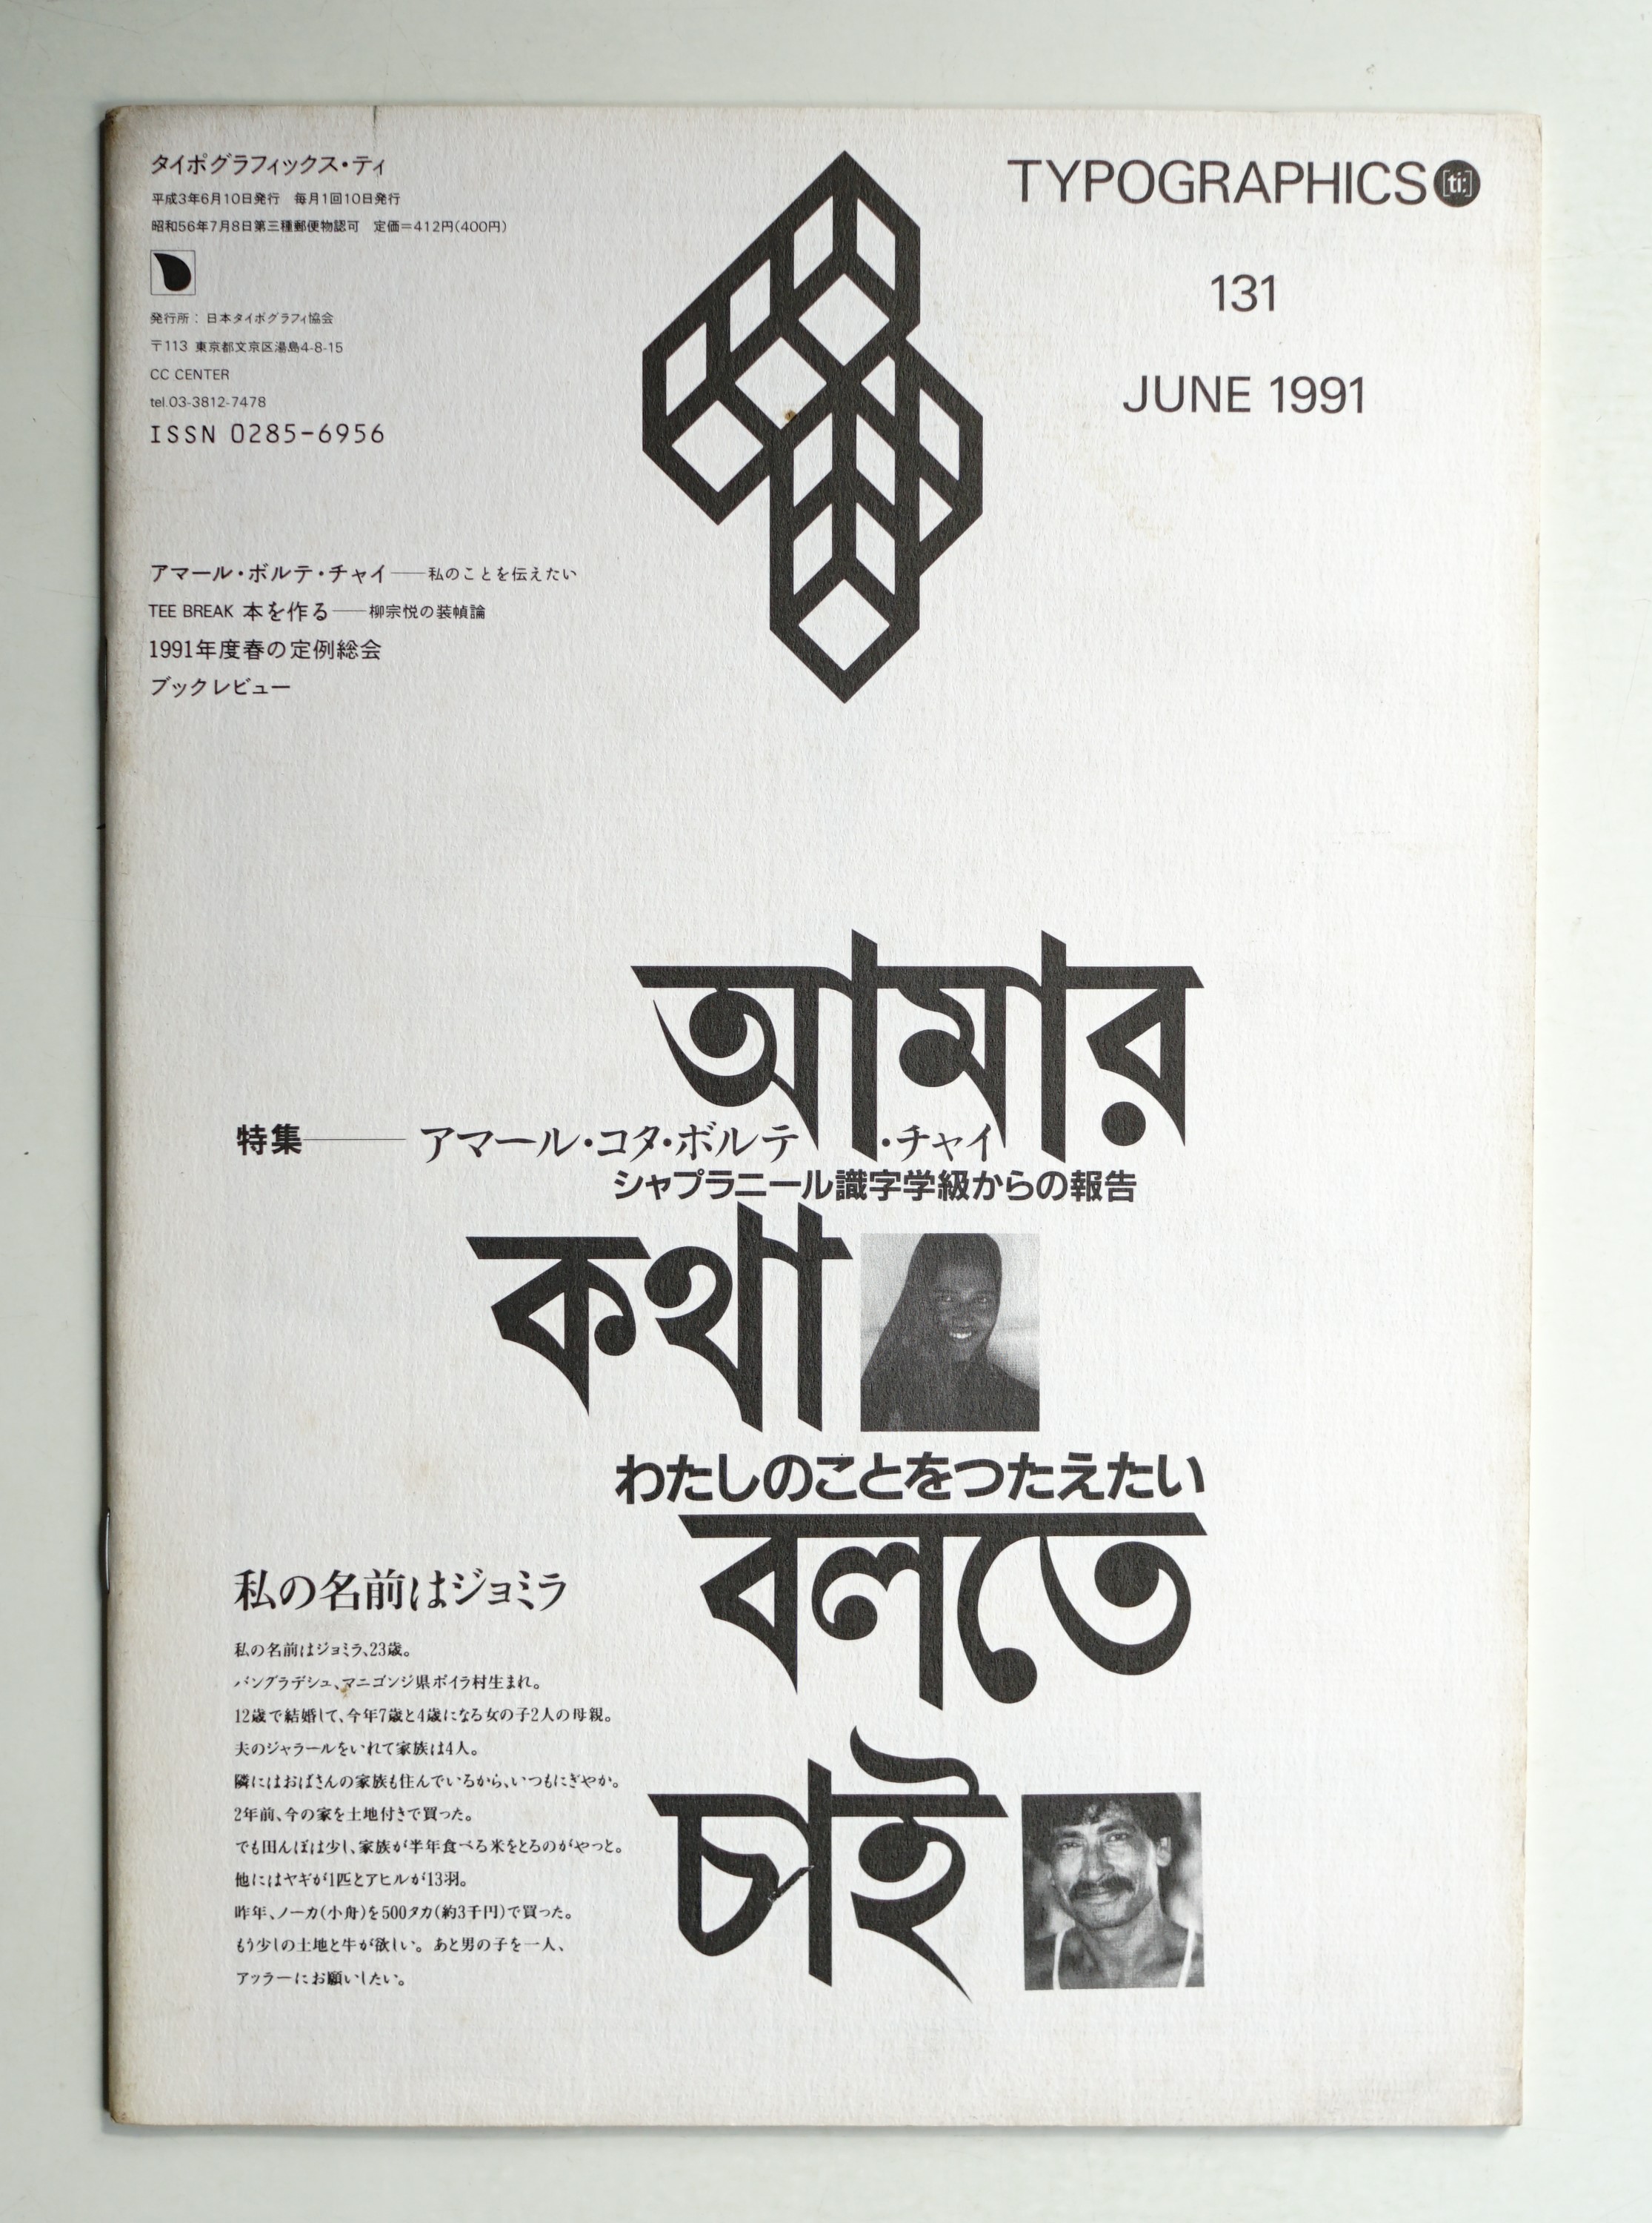 タイポグラフィックス・ティ
平成3年6月10日発行　毎月1回10日発行
昭和56年7月8日第三種郵便物認可　定価=412円(400円)
発行所：日本タイポグラフィ協会
〒113 東京都文京区湯島4-8-15
CC CENTER
tel.03-3812-7478
ISSN 0285-6956
TYPOGRAPHICS [ti:]
131
JUNE 1991
アマール・ボルテ・チャイ――私のことを伝えたい
TEE BREAK 本を作る――柳宗悦の装幀論
1991年度春の定例総会
ブックレビュー
আমার
特集――アマール・コタ・ボルテ・チャイ
シャプラニール識字学級からの報告
কথা
わたしのことをつたえたい
বলতে
চাই
私の名前はジョミラ
私の名前はジョミラ、23歳。
バングラデシュ、マニゴンジ県ボイラ村生まれ。
12歳で結婚して、今年7歳と4歳になる女の子2人の母親。
夫のジャラールをいれて家族は4人。
隣にはおばさんの家族も住んでいるから、いつもにぎやか。
2年前、今の家を土地付きで買った。
でも田んぼは少し、家族が半年食べる米をとるのがやっと。
他にはヤギが1匹とアヒルが13羽。
昨年、ノーカ(小舟)を500タカ(約3千円)で買った。
もう少しの土地と牛が欲しい。あと男の子を一人、
アッラーにお願いしたい。